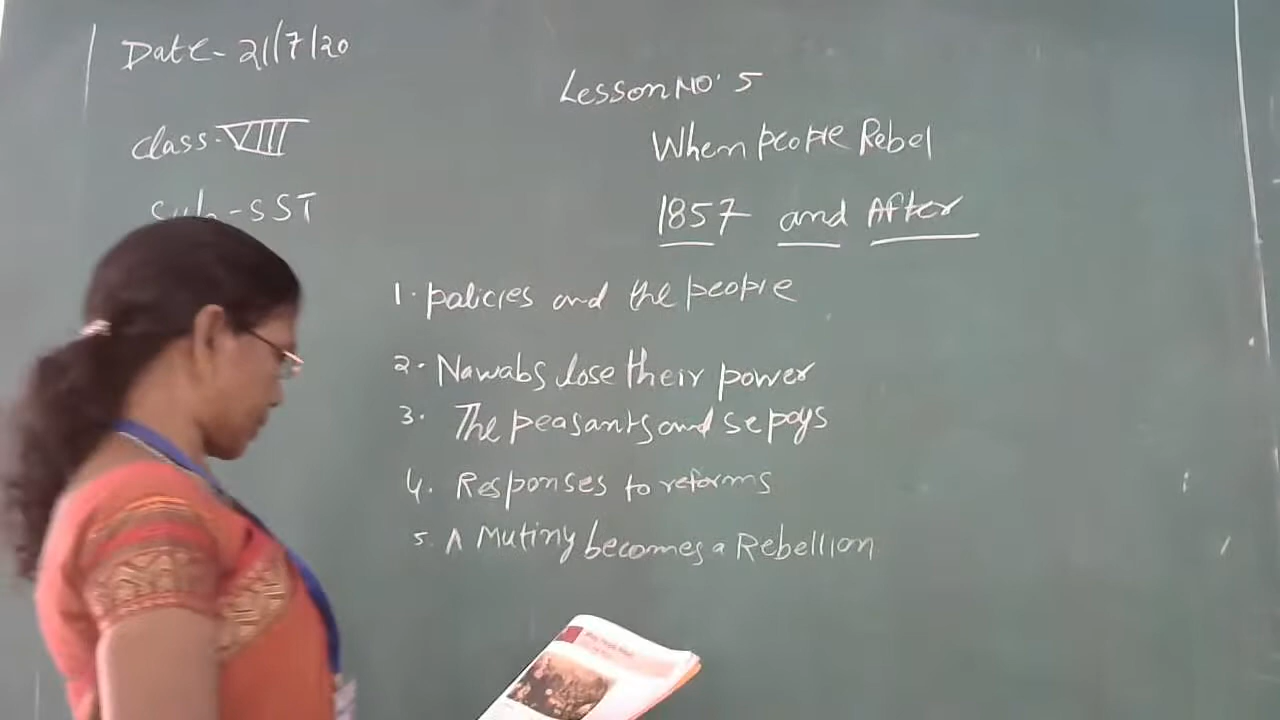 Date- 21/7/20
Lesson NO. 5
Class- VIII
When people Rebel
Sub-SST
1857 and After
1. policies and the people
2. Nawabs lose their power
3. The peasants and sepoys
4. Responses to reforms
5. A Mutiny becomes a Rebellion